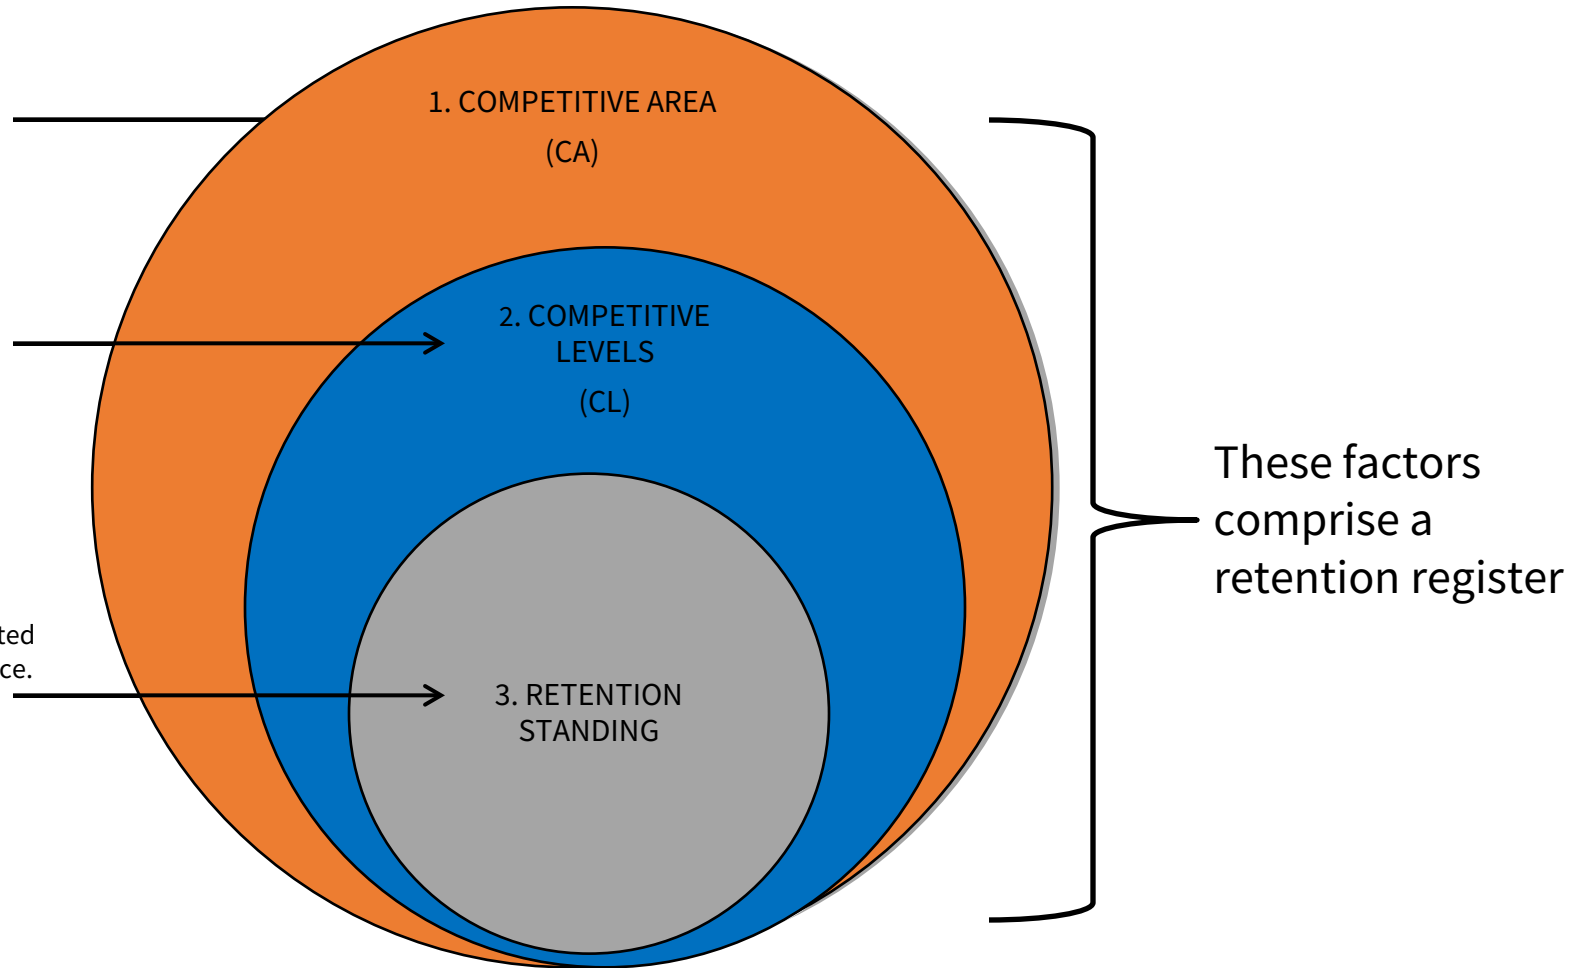 1. COMPETITIVE AREA
(CA)
2. COMPETITIVE
LEVELS
(CL)
3. RETENTION
STANDING
These factors
comprise a
retention register